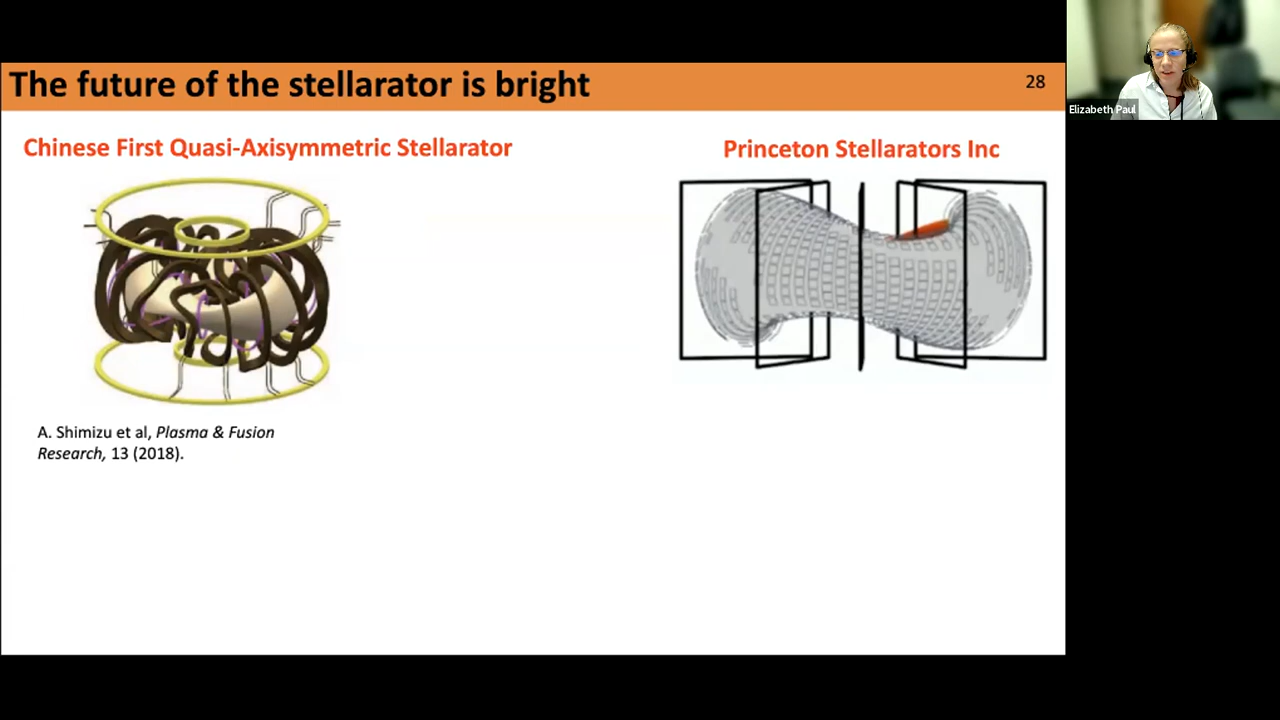 The future of the stellarator is bright
28
Elizabeth Paul
Chinese First Quasi-Axisymmetric Stellarator
Princeton Stellarators Inc
A. Shimizu et al, Plasma & Fusion
Research, 13 (2018).